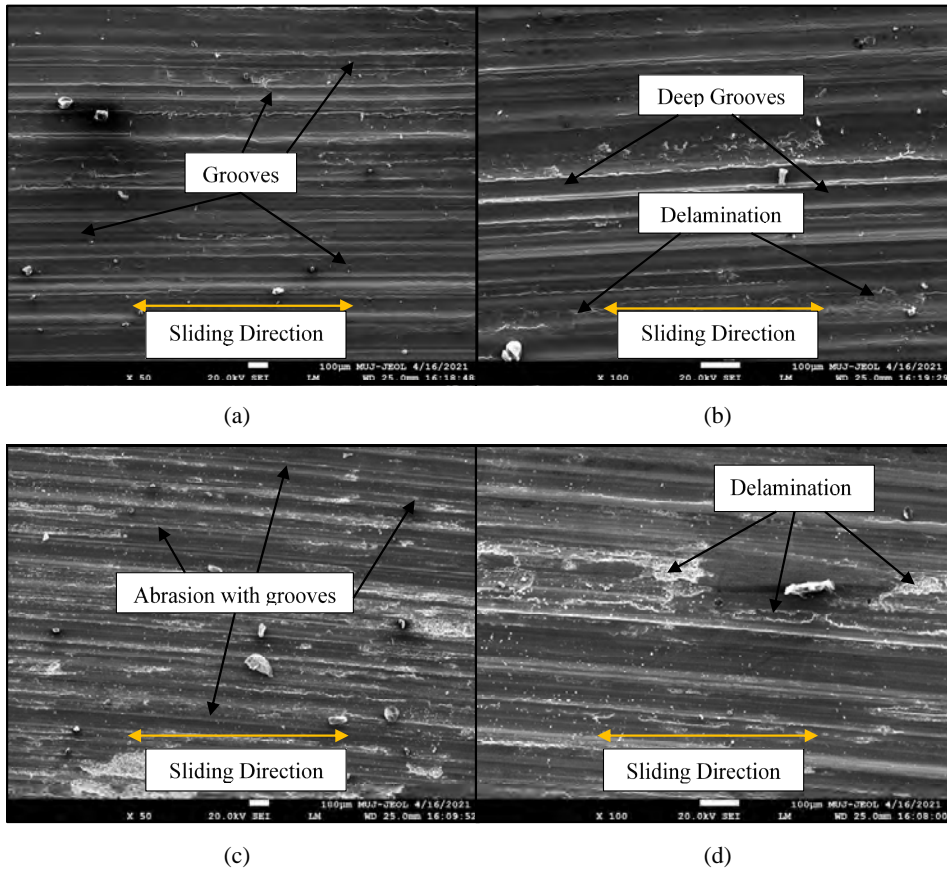 Grooves
Sliding Direction
100µm MUJ-JEOL 4/16/2021
X 50 20.0kV SEI LM WD 25.0mm 16:18:48
(a)
Deep Grooves
Delamination
Sliding Direction
100µm MUJ-JEOL 4/16/2021
X 100 20.0kV SEI LM WD 25.0mm 16:19:29
(b)
Abrasion with grooves
Sliding Direction
100µm MUJ-JEOL 4/16/2021
X 50 20.0kV SEI LM WD 25.0mm 16:09:52
(c)
Delamination
Sliding Direction
100µm MUJ-JEOL 4/16/2021
X 100 20.0kV SEI LM WD 25.0mm 16:08:00
(d)